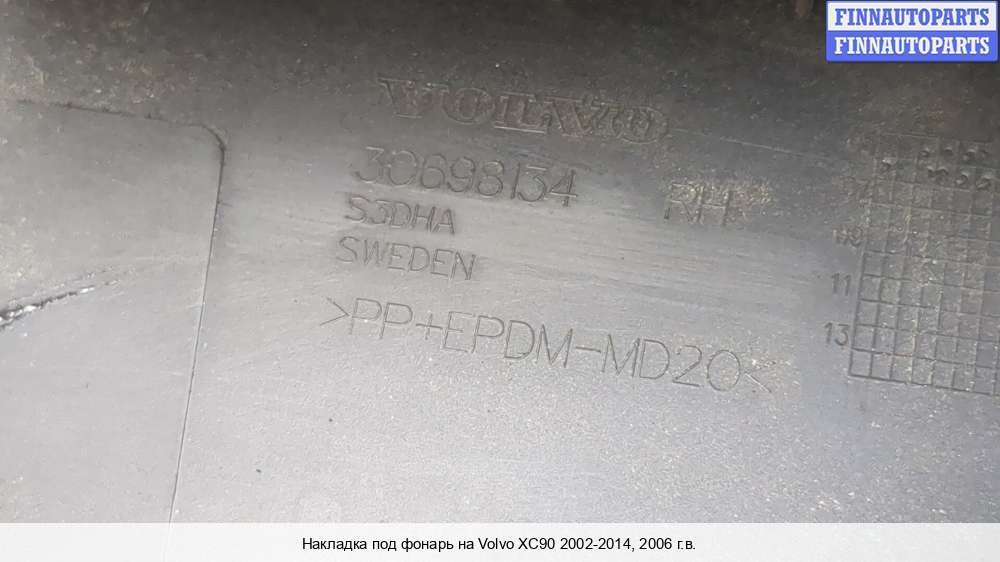 FINNAUTOPARTS
FINNAUTOPARTS
VOLVO
30698134
RH
S3DHA
SWEDEN
>PP+EPDM-MD20<
11
13
Накладка под фонарь на Volvo XC90 2002-2014, 2006 г.в.